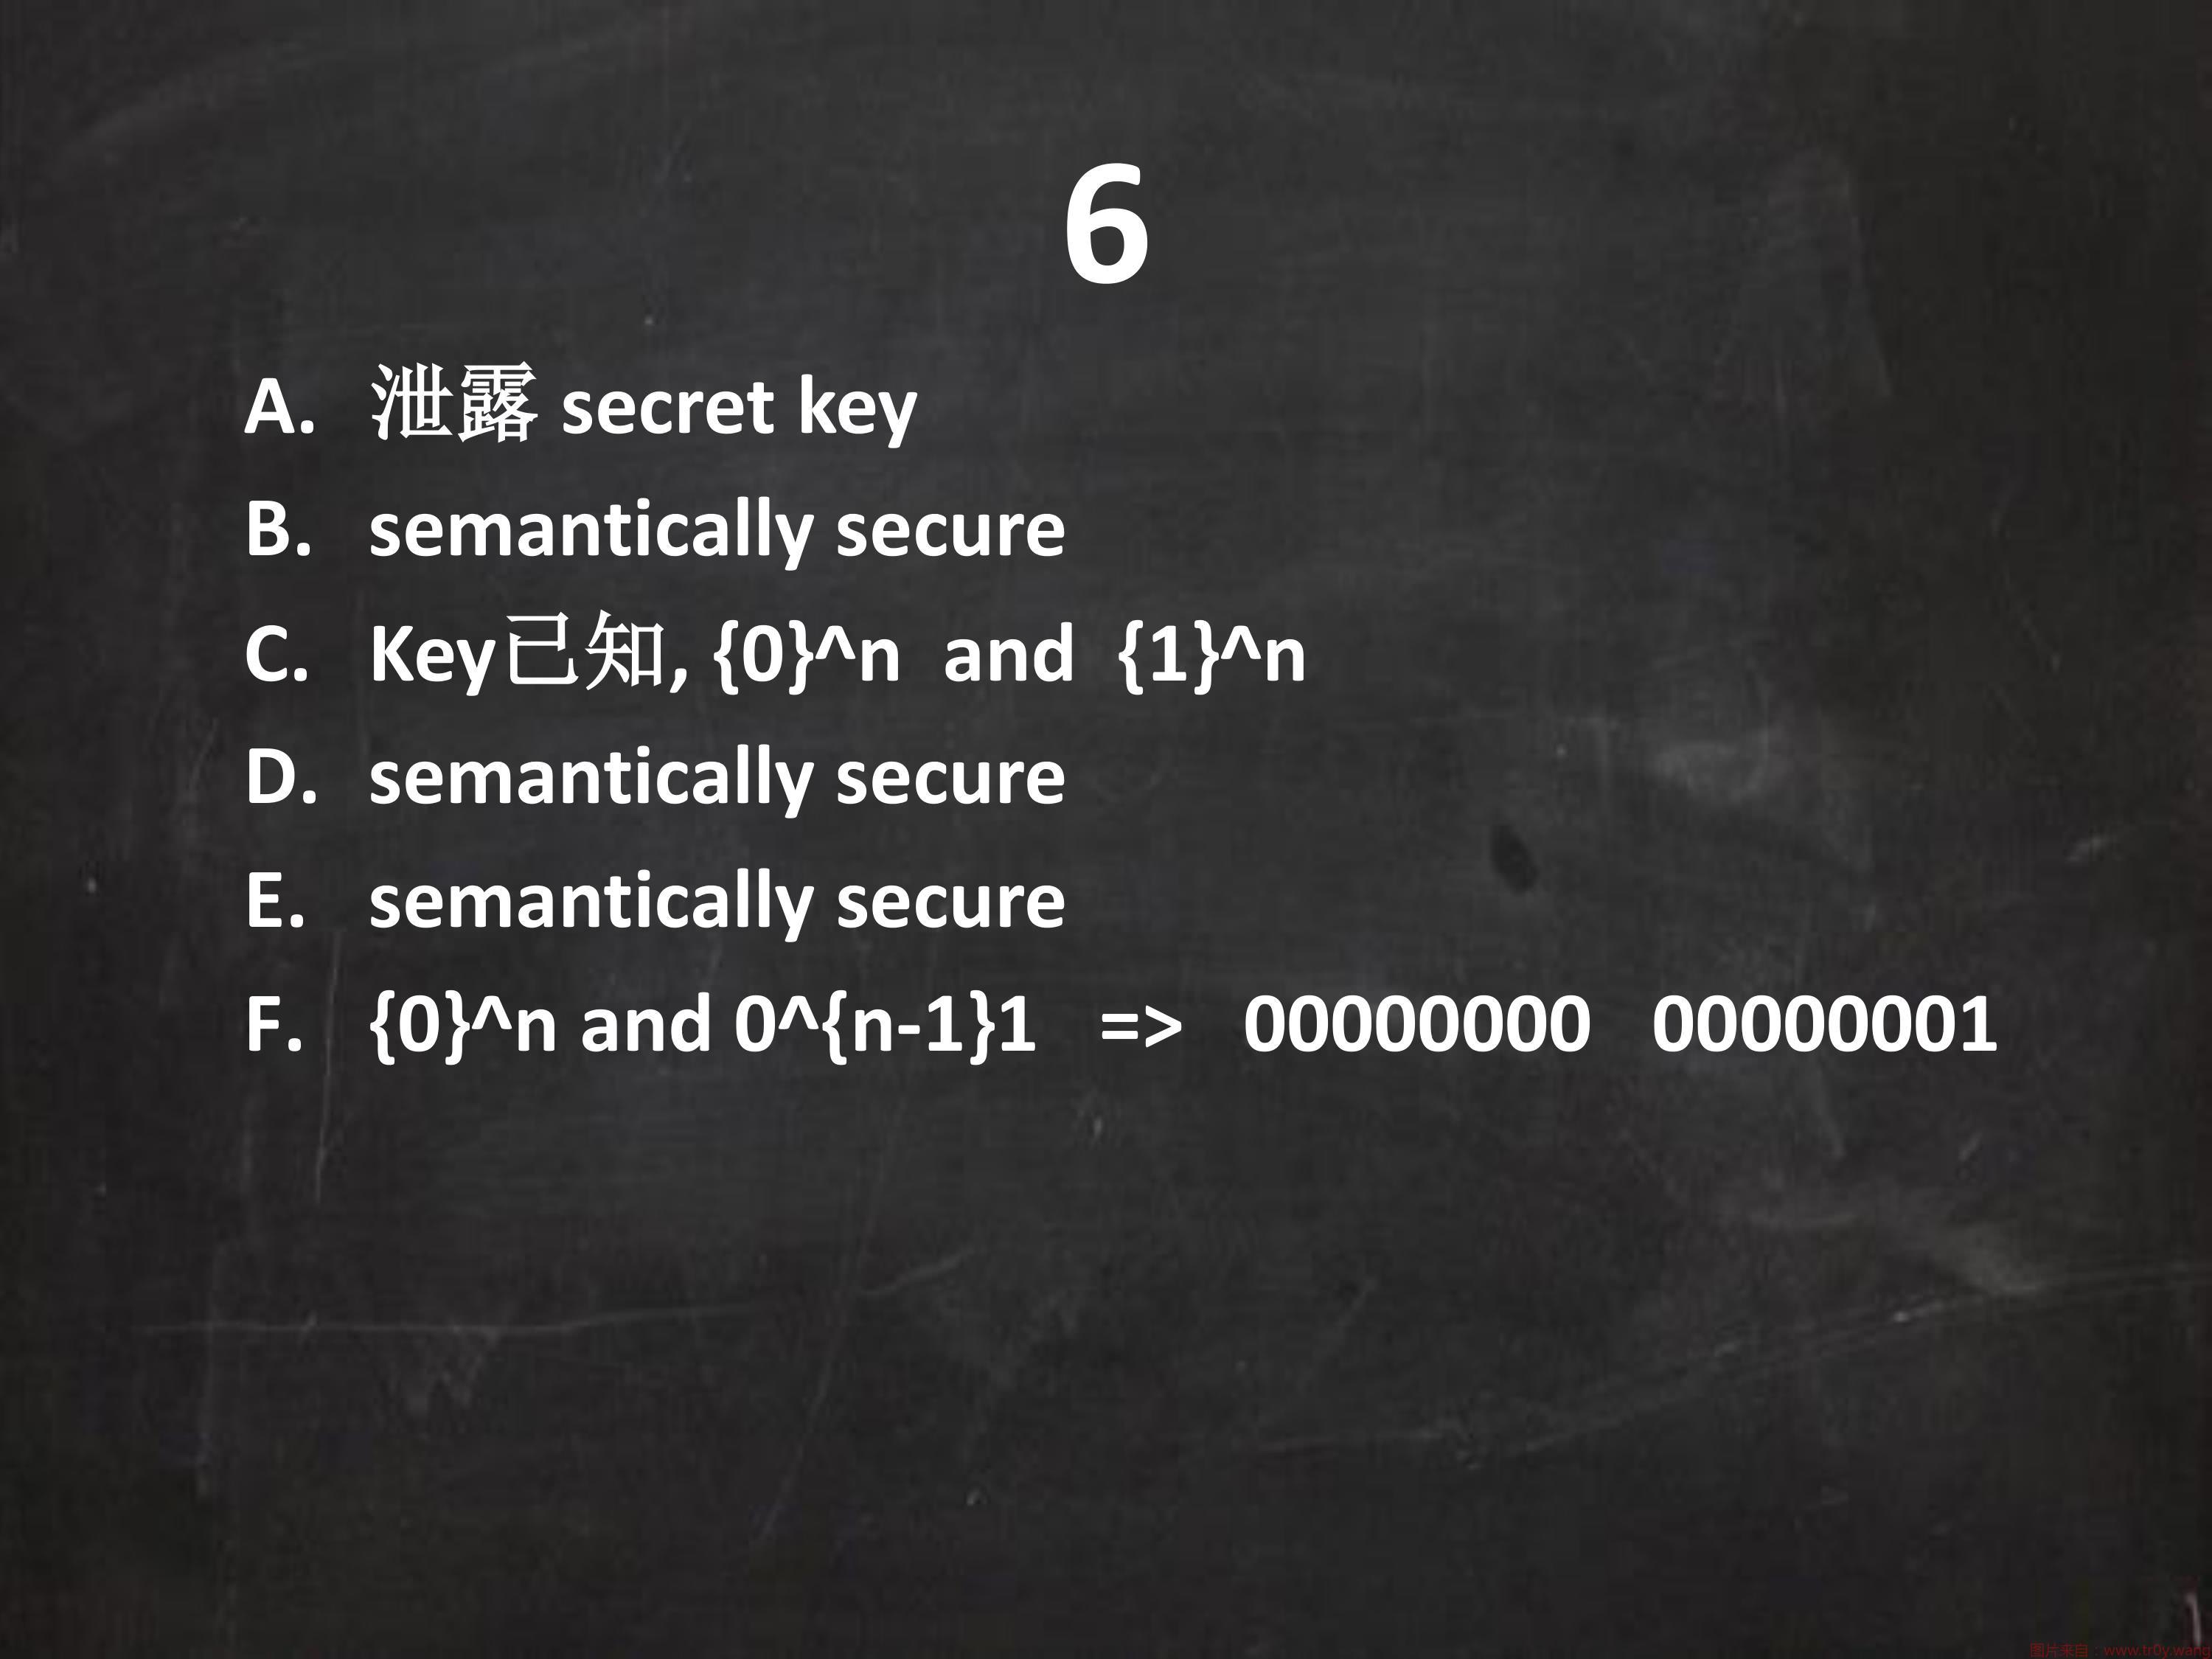 6
A. 泄露 secret key
B. semantically secure
C. Key已知, {0}^n and {1}^n
D. semantically secure
E. semantically secure
F. {0}^n and 0^{n-1}1 => 00000000 00000001
图片来自：www.tr0y.wang